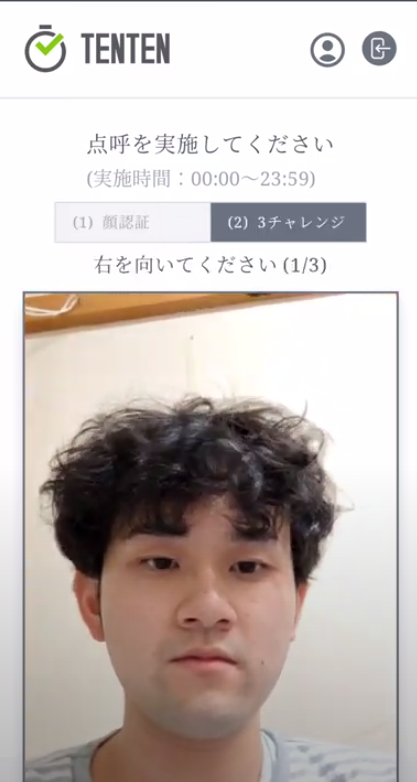 TENTEN
点呼を実施してください
(実施時間：00:00〜23:59)
(1) 顔認証
(2) 3チャレンジ
右を向いてください (1/3)